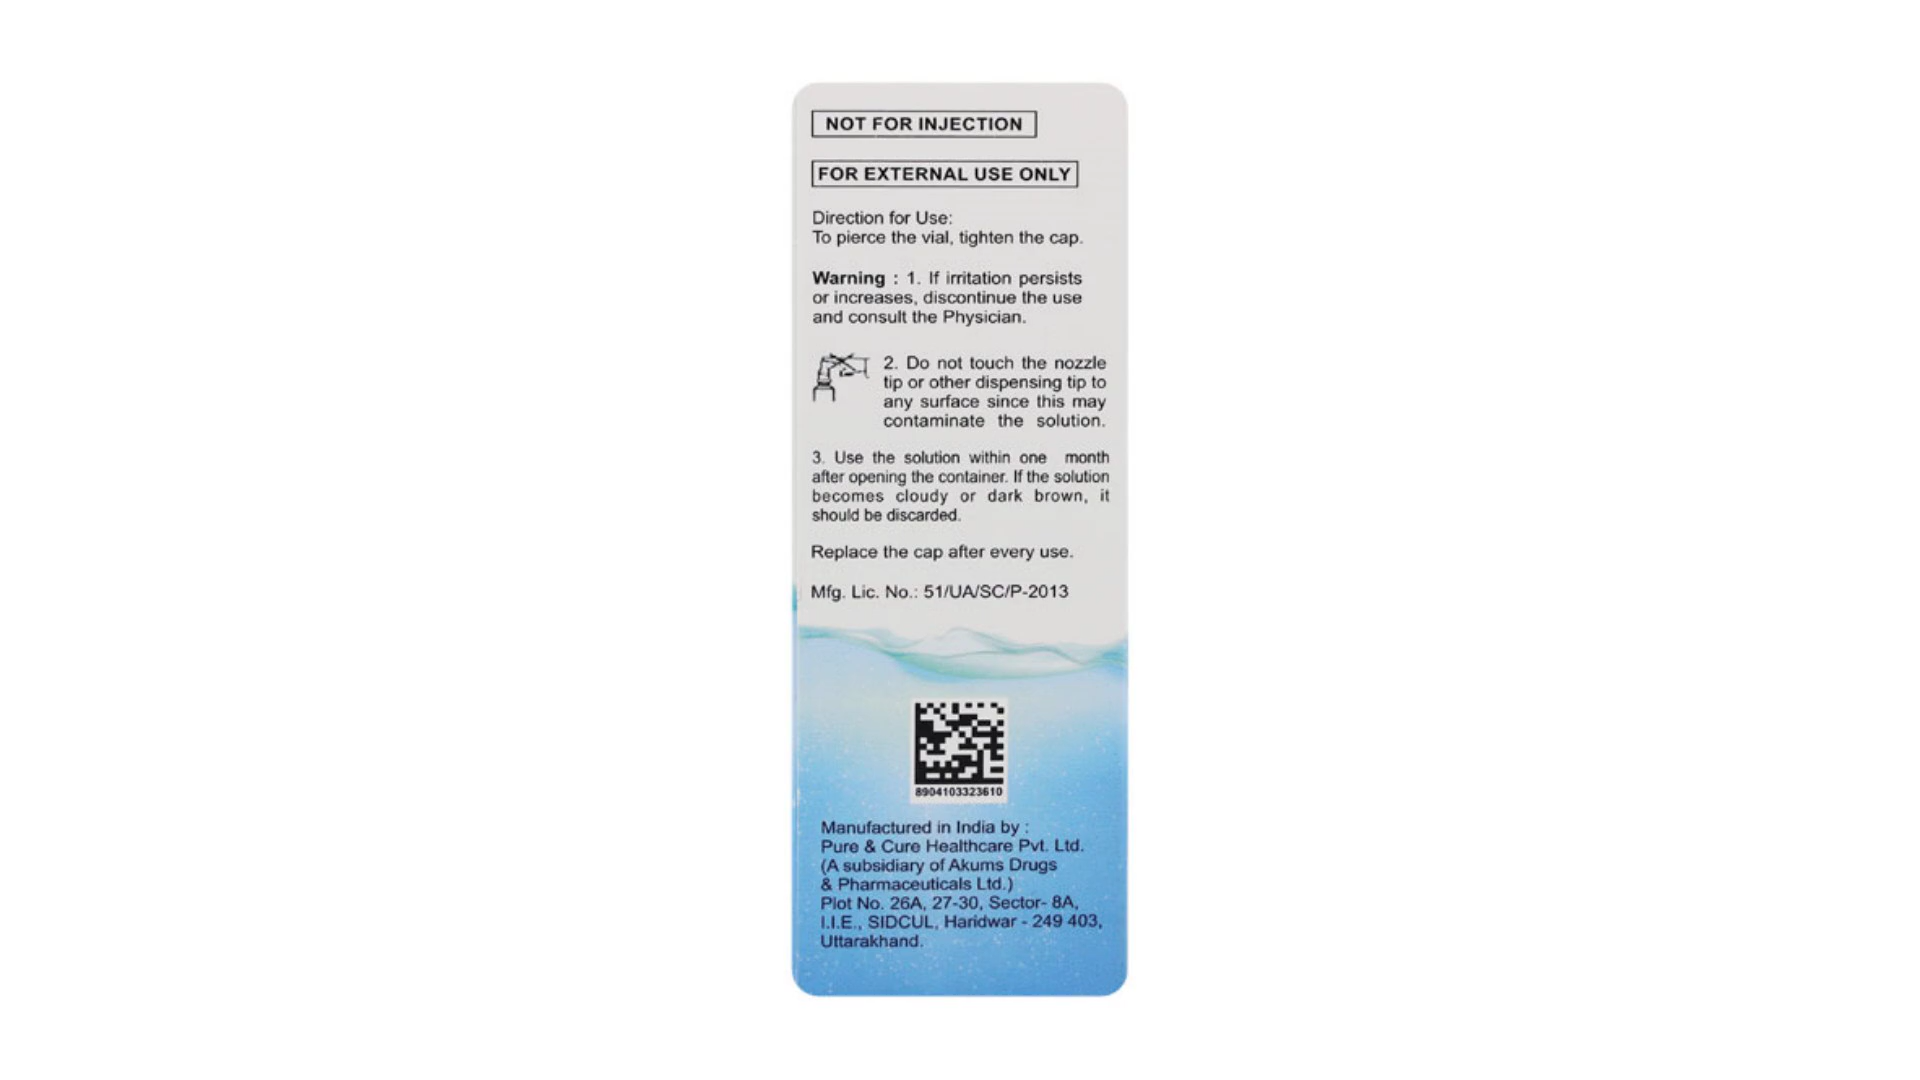 NOT FOR INJECTION
FOR EXTERNAL USE ONLY
Direction for Use:
To pierce the vial, tighten the cap.
Warning : 1. If irritation persists
or increases, discontinue the use
and consult the Physician.
2. Do not touch the nozzle
tip or other dispensing tip to
any surface since this may
contaminate the solution.
3. Use the solution within one month
after opening the container. If the solution
becomes cloudy or dark brown, it
should be discarded.
Replace the cap after every use.
Mfg. Lic. No.: 51/UA/SC/P-2013
8904103323610
Manufactured in India by :
Pure & Cure Healthcare Pvt. Ltd.
(A subsidiary of Akums Drugs
& Pharmaceuticals Ltd.)
Plot No. 26A, 27-30, Sector- 8A,
I.I.E., SIDCUL, Haridwar - 249 403,
Uttarakhand.